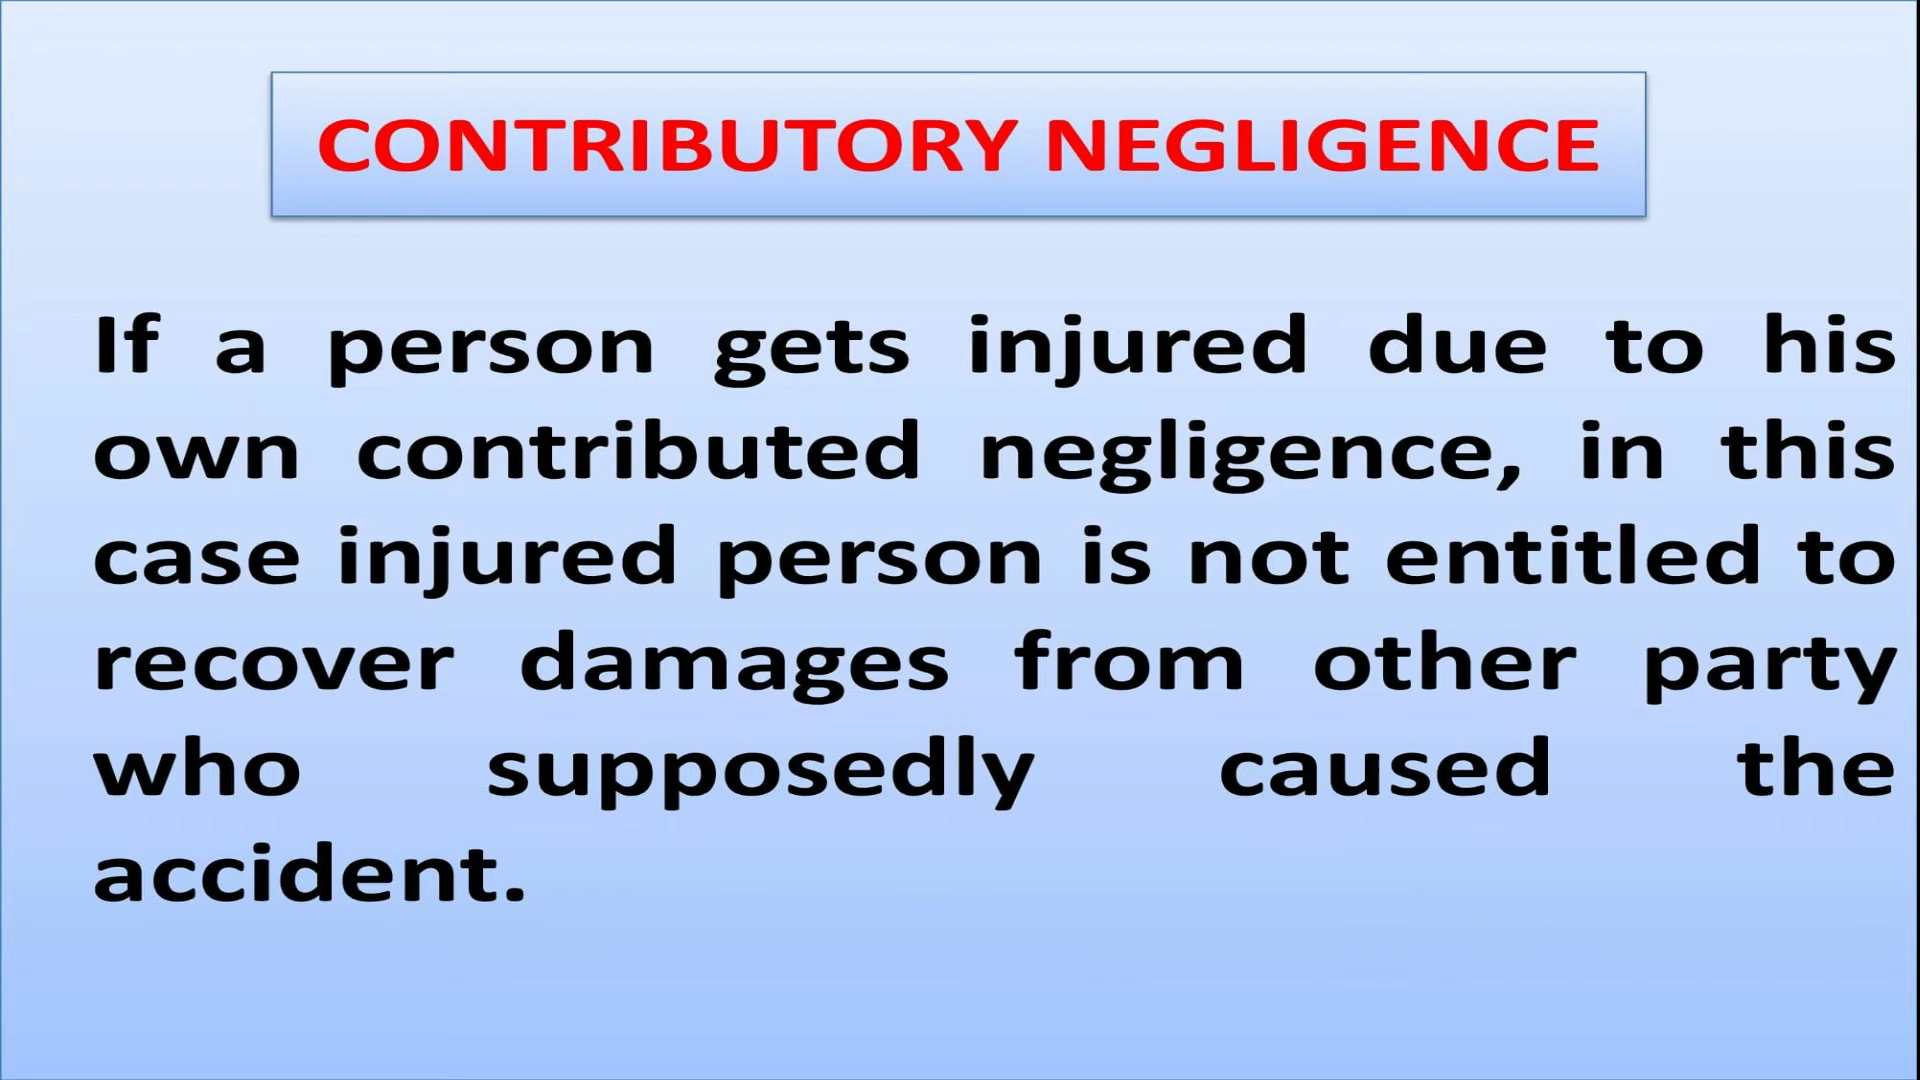 CONTRIBUTORY NEGLIGENCE
If a person gets injured due to his
own contributed negligence, in this
case injured person is not entitled to
recover damages from other party
who supposedly caused the
accident.